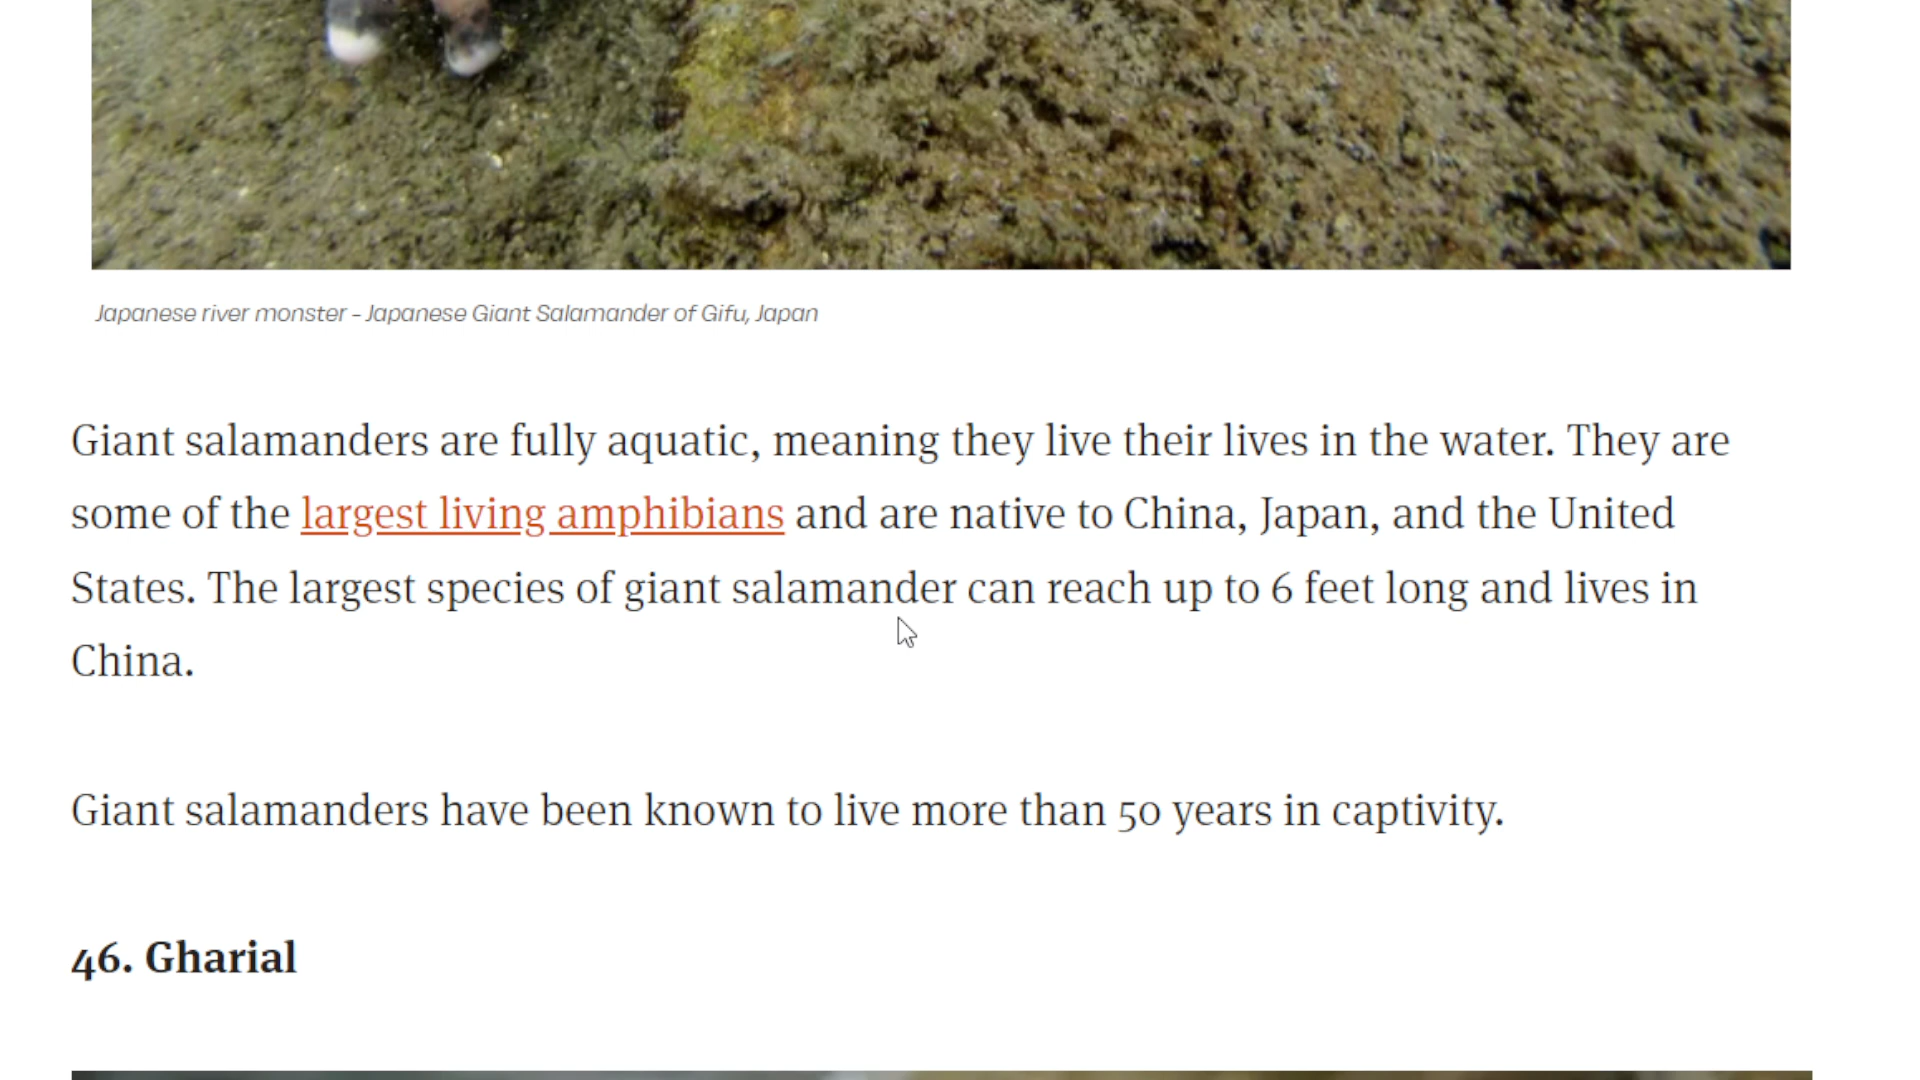 Japanese river monster – Japanese Giant Salamander of Gifu, Japan
Giant salamanders are fully aquatic, meaning they live their lives in the water. They are
some of the largest living amphibians and are native to China, Japan, and the United
States. The largest species of giant salamander can reach up to 6 feet long and lives in
China.
Giant salamanders have been known to live more than 50 years in captivity.
46. Gharial